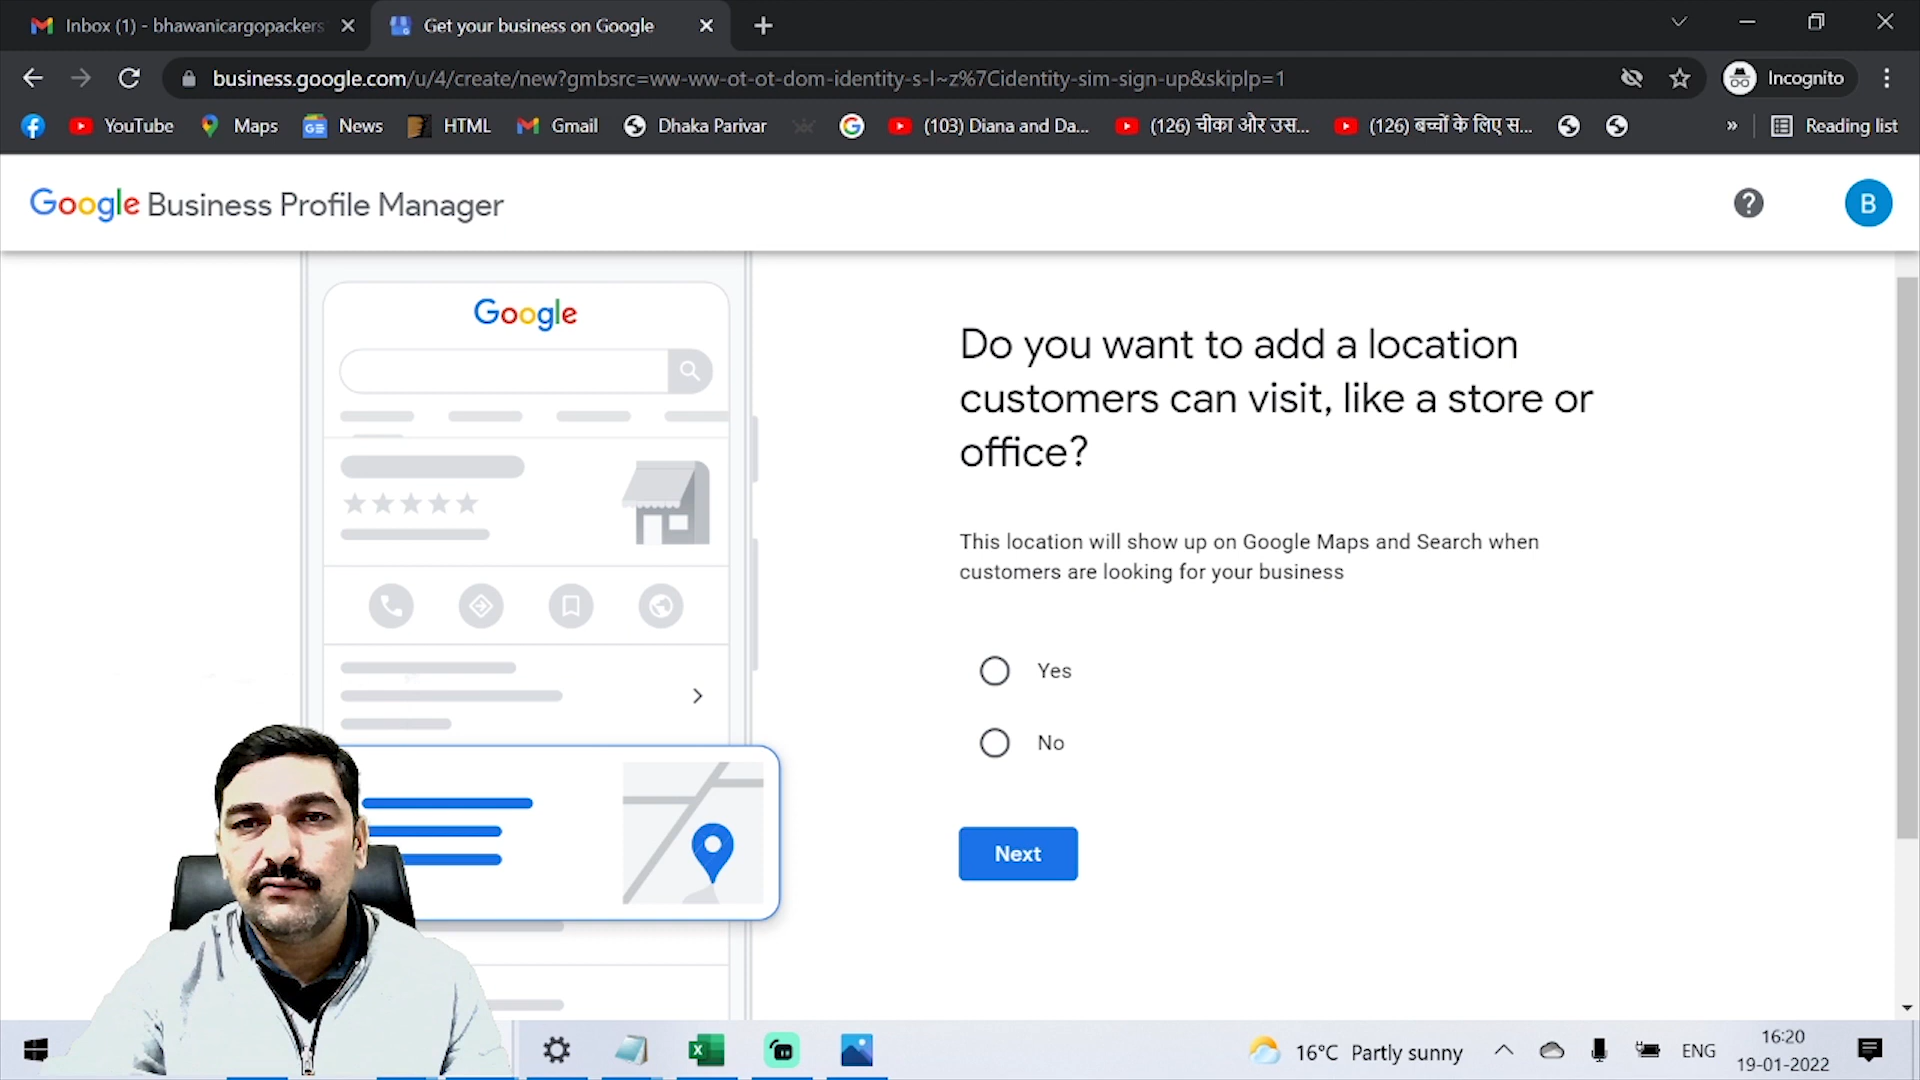 Inbox (1) - bhawanicargopackers
Get your business on Google
business.google.com/u/4/create/new?gmbsrc=ww-ww-ot-ot-dom-identity-s-l~z%7Cidentity-sim-sign-up&skiplp=1
Incognito
YouTube
Maps
News
HTML
Gmail
Dhaka Parivar
(103) Diana and Da...
(126) चीका और उस...
(126) बच्चों के लिए स...
»
Reading list
Google Business Profile Manager
B
Google
Do you want to add a location
customers can visit, like a store or
office?
This location will show up on Google Maps and Search when
customers are looking for your business
Yes
No
Next
16°C Partly sunny
ENG
16:20
19-01-2022